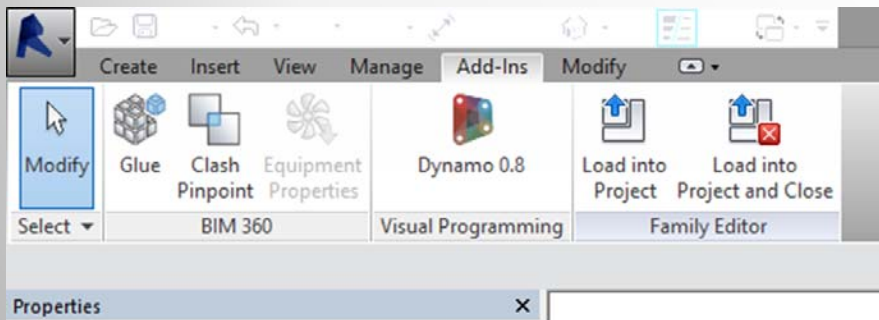 Create Insert View Manage Add-Ins Modify
Modify Glue Clash Pinpoint Equipment Properties Dynamo 0.8 Load into Project Load into Project and Close
Select BIM 360 Visual Programming Family Editor
Properties